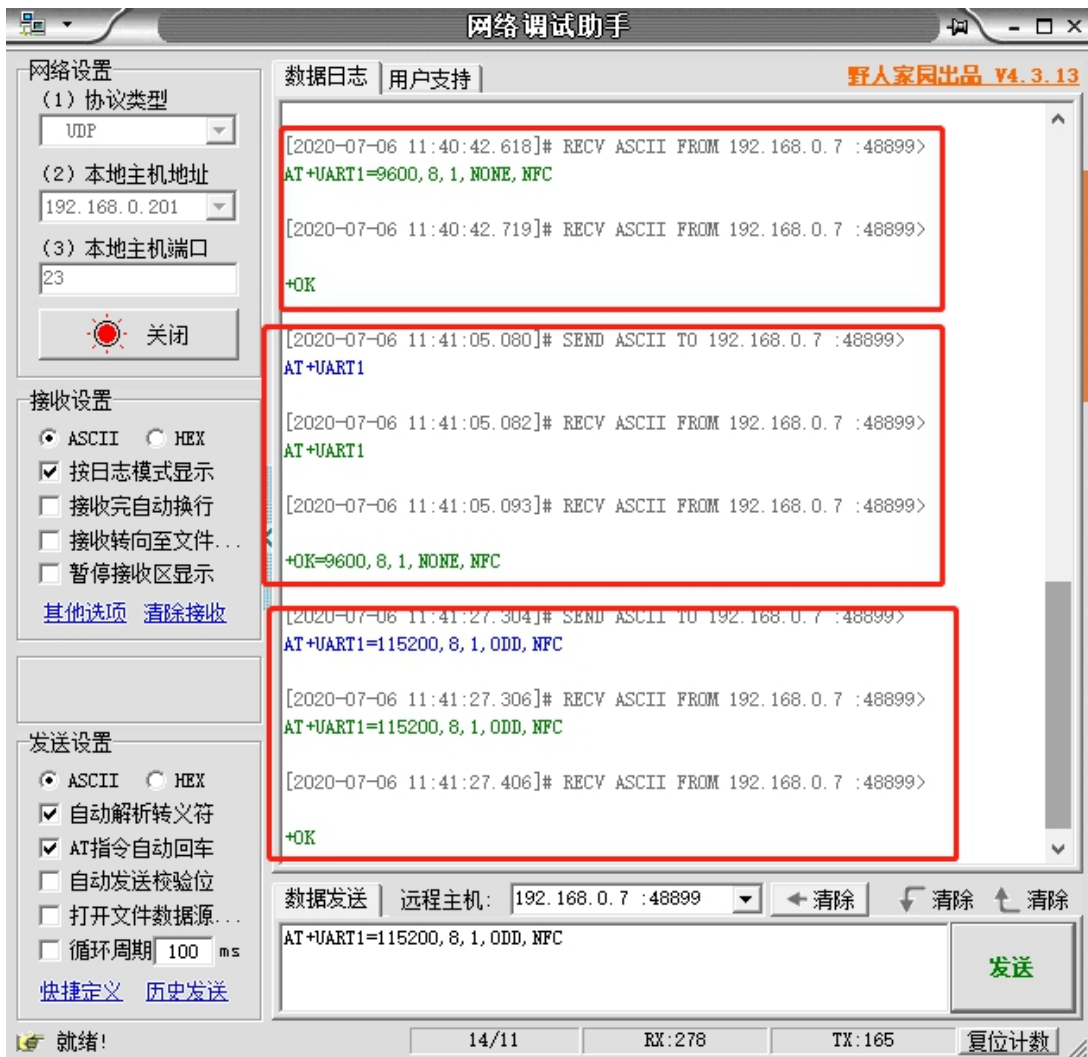 网络调试助手
网络设置
(1) 协议类型
UDP
(2) 本地主机地址
192.168.0.201
(3) 本地主机端口
23
关闭
接收设置
ASCII HEX
按日志模式显示
接收完自动换行
接收转向至文件...
暂停接收区显示
其他选项 清除接收
发送设置
ASCII HEX
自动解析转义符
AT指令自动回车
自动发送校验位
打开文件数据源...
循环周期 100 ms
快捷定义 历史发送
数据日志 用户支持 野人家园出品 V4.3.13
[2020-07-06 11:40:42.618]# RECV ASCII FROM 192.168.0.7 :48899>
AT+UART1=9600,8,1,NONE,NFC
[2020-07-06 11:40:42.719]# RECV ASCII FROM 192.168.0.7 :48899>
+OK
[2020-07-06 11:41:05.080]# SEND ASCII TO 192.168.0.7 :48899>
AT+UART1
[2020-07-06 11:41:05.082]# RECV ASCII FROM 192.168.0.7 :48899>
AT+UART1
[2020-07-06 11:41:05.093]# RECV ASCII FROM 192.168.0.7 :48899>
+OK=9600,8,1,NONE,NFC
[2020-07-06 11:41:27.304]# SEND ASCII TO 192.168.0.7 :48899>
AT+UART1=115200,8,1,ODD,NFC
[2020-07-06 11:41:27.306]# RECV ASCII FROM 192.168.0.7 :48899>
AT+UART1=115200,8,1,ODD,NFC
[2020-07-06 11:41:27.406]# RECV ASCII FROM 192.168.0.7 :48899>
+OK
数据发送 远程主机: 192.168.0.7 :48899 清除 清除 清除
AT+UART1=115200,8,1,ODD,NFC
发送
就绪! 14/11 RX:278 TX:165 复位计数